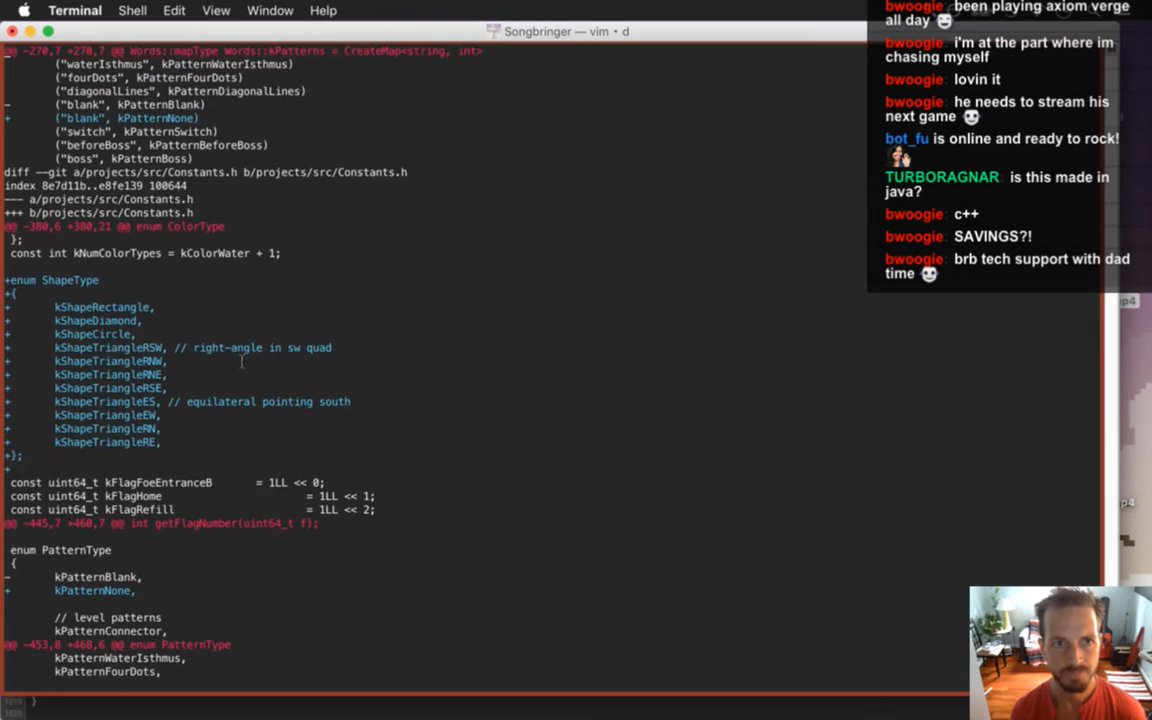 Terminal Shell Edit View Window Help
Songbringer — vim • d
@@ -270,7 +270,7 @@ Words::mapType Words::kPatterns = CreateMap<string, int>
("waterIsthmus", kPatternWaterIsthmus)
("fourDots", kPatternFourDots)
("diagonalLines", kPatternDiagonalLines)
- ("blank", kPatternBlank)
+ ("blank", kPatternNone)
("switch", kPatternSwitch)
("beforeBoss", kPatternBeforeBoss)
("boss", kPatternBoss)
diff --git a/projects/src/Constants.h b/projects/src/Constants.h
index 8e7d11b..e8fe139 100644
--- a/projects/src/Constants.h
+++ b/projects/src/Constants.h
@@ -380,6 +380,21 @@ enum ColorType
};
const int kNumColorTypes = kColorWater + 1;
+enum ShapeType
+{
+ kShapeRectangle,
+ kShapeDiamond,
+ kShapeCircle,
+ kShapeTriangleRSW, // right-angle in sw quad
+ kShapeTriangleRNW,
+ kShapeTriangleRNE,
+ kShapeTriangleRSE,
+ kShapeTriangleES, // equilateral pointing south
+ kShapeTriangleEW,
+ kShapeTriangleRN,
+ kShapeTriangleRE,
+};
+
const uint64_t kFlagFoeEntranceB = 1LL << 0;
const uint64_t kFlagHome = 1LL << 1;
const uint64_t kFlagRefill = 1LL << 2;
@@ -445,7 +460,7 @@ int getFlagNumber(uint64_t f);
enum PatternType
{
- kPatternBlank,
+ kPatternNone,
// level patterns
kPatternConnector,
@@ -453,8 +468,6 @@ enum PatternType
kPatternWaterIsthmus,
kPatternFourDots,
1019 }
1020
bwoogie: been playing axiom verge
all day
bwoogie: i'm at the part where im
chasing myself
bwoogie: lovin it
bwoogie: he needs to stream his
next game
bot_fu is online and ready to rock!
TURBORAGNAR: is this made in
java?
bwoogie: c++
bwoogie: SAVINGS?!
bwoogie: brb tech support with dad
time
p4
p4